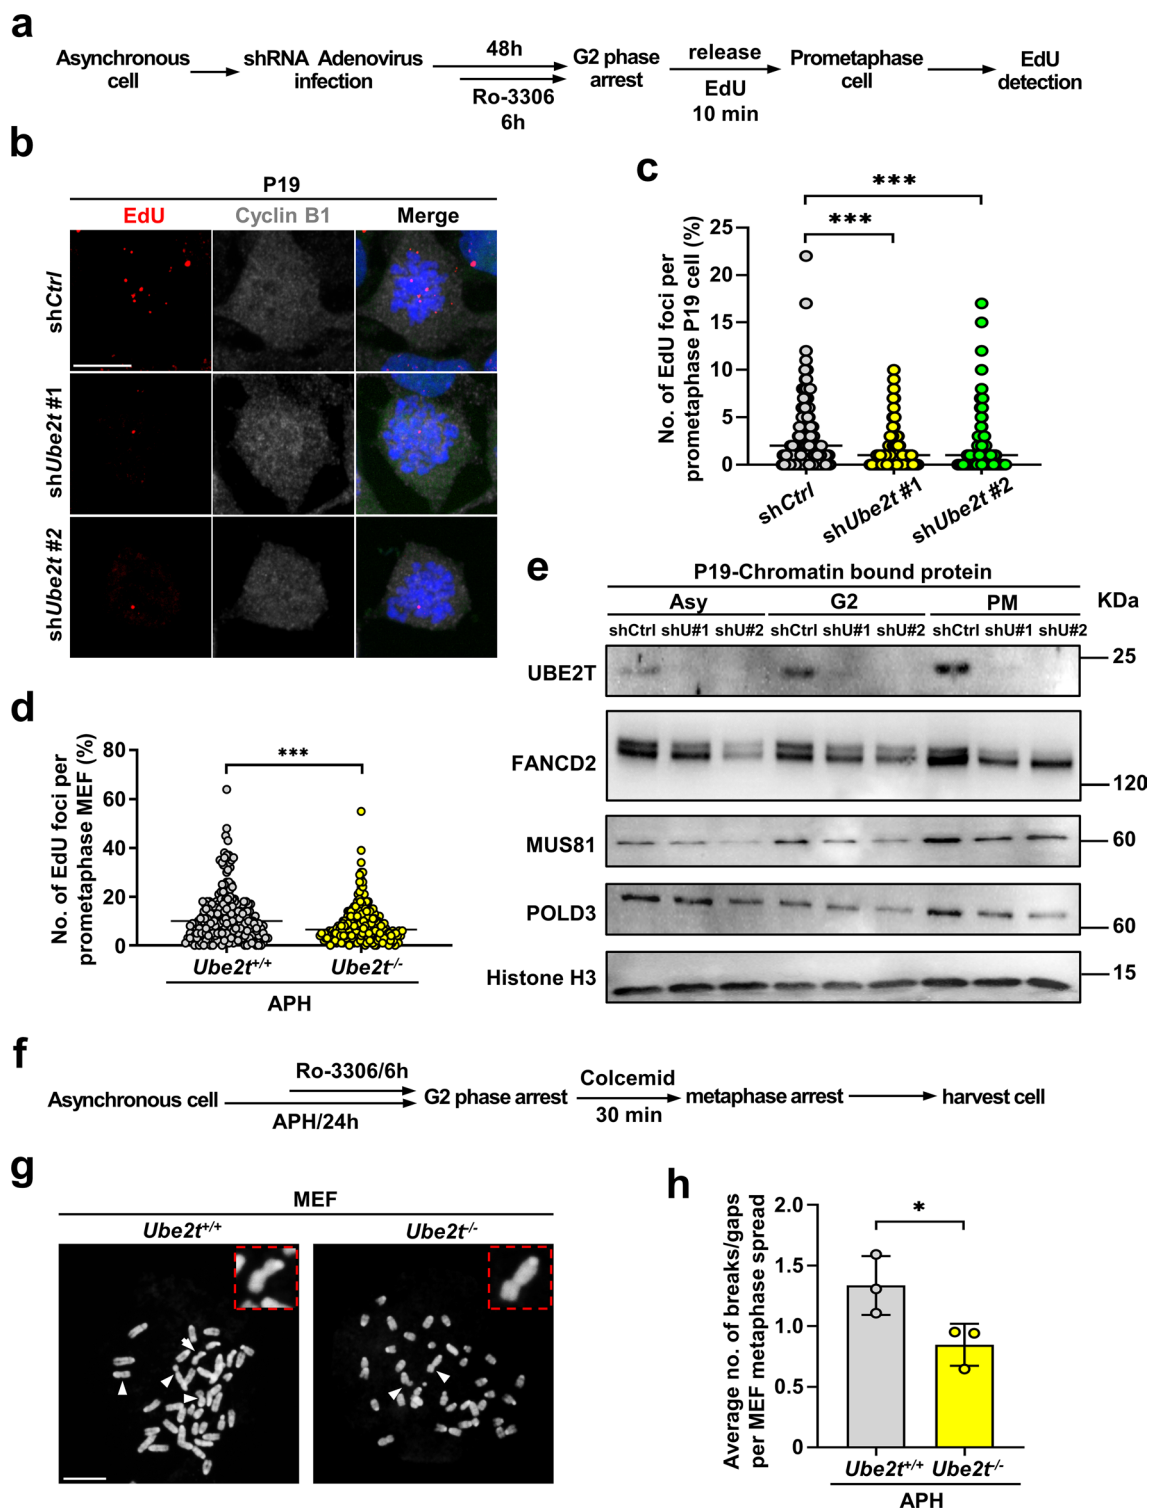 a
Asynchronous cell
shRNA Adenovirus infection
48h
Ro-3306
6h
G2 phase arrest
release
EdU
10 min
Prometaphase cell
EdU detection
b
P19
EdU Cyclin B1 Merge
shCtrl
shUbe2t #1
shUbe2t #2
c
No. of EdU foci per
prometaphase P19 cell (%)
***
***
25
20
15
10
5
0
shCtrl
shUbe2t #1
shUbe2t #2
d
No. of EdU foci per
prometaphase MEF (%)
***
80
60
40
20
0
Ube2t+/+ Ube2t-/-
APH
e
P19-Chromatin bound protein
Asy G2 PM KDa
shCtrl shU#1 shU#2 shCtrl shU#1 shU#2 shCtrl shU#1 shU#2
UBE2T 25
FANCD2 120
MUS81 60
POLD3 60
Histone H3 15
f
Asynchronous cell
Ro-3306/6h
APH/24h
G2 phase arrest
Colcemid
30 min
metaphase arrest
harvest cell
g
MEF
Ube2t+/+ Ube2t-/-
h
Average no. of breaks/gaps
per MEF metaphase spread
*
2.0
1.5
1.0
0.5
0
Ube2t+/+ Ube2t-/-
APH